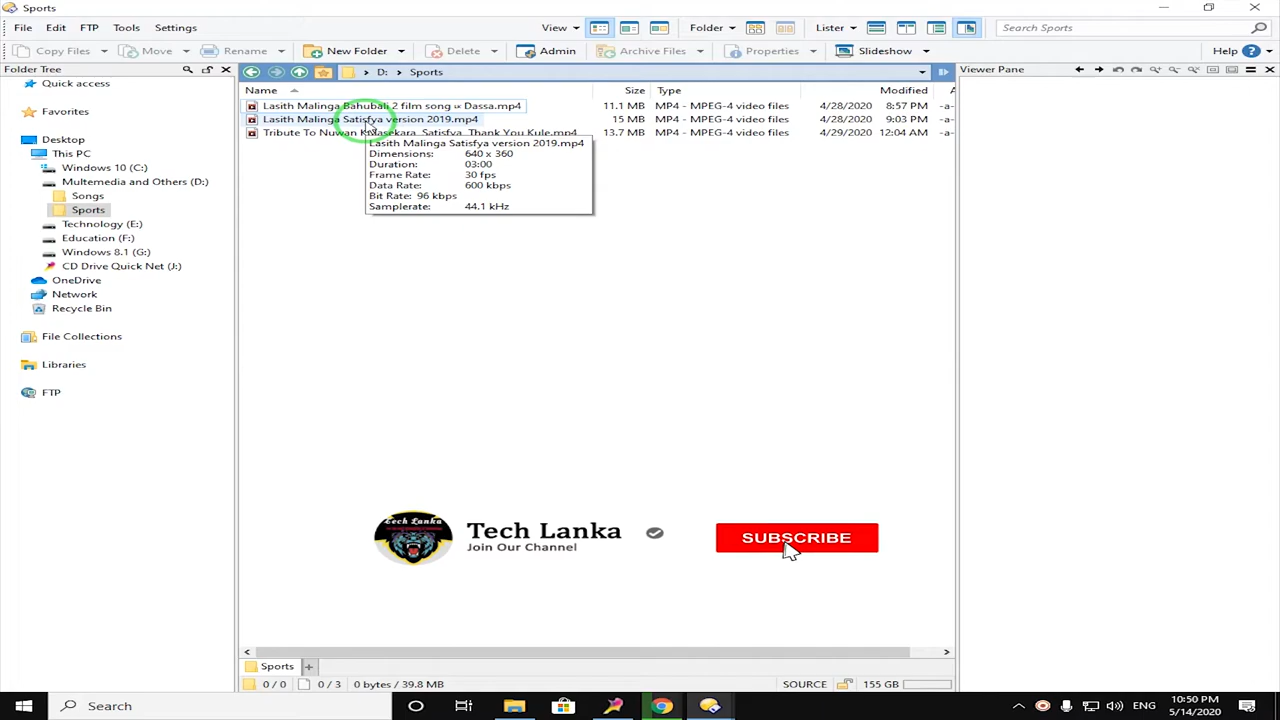 Sports
File Edit FTP Tools Settings View Folder Lister Search Sports
Copy Files Move Rename New Folder Delete Admin Archive Files Properties Slideshow Help
Folder Tree
D: Sports
Viewer Pane
Name Size Type Modified A
Lasith Malinga Bahubali 2 film song Dassa.mp4 11.1 MB MP4 - MPEG-4 video files 4/28/2020 8:57 PM -a-
Lasith Malinga Satisfya version 2019.mp4 15 MB MP4 - MPEG-4 video files 4/28/2020 9:03 PM -a-
Tribute To Nuwan Satisfya Thank You Kule.mp4 13.7 MB MP4 - MPEG-4 video files 4/29/2020 12:04 AM -a-
Lasith Malinga Satisfya version 2019.mp4
Dimensions: 640 x 360
Duration: 03:00
Frame Rate: 30 fps
Data Rate: 600 kbps
Bit Rate: 96 kbps
Samplerate: 44.1 kHz
Quick access
Favorites
Desktop
This PC
Windows 10 (C:)
Multemedia and Others (D:)
Songs
Sports
Technology (E:)
Education (F:)
Windows 8.1 (G:)
CD Drive Quick Net (J:)
OneDrive
Network
Recycle Bin
File Collections
Libraries
FTP
Tech Lanka
Tech Lanka
Join Our Channel
SUBSCRIBE
Sports
0 / 0 0 / 3 0 bytes / 39.8 MB SOURCE 155 GB
Search
ENG
10:50 PM
5/14/2020